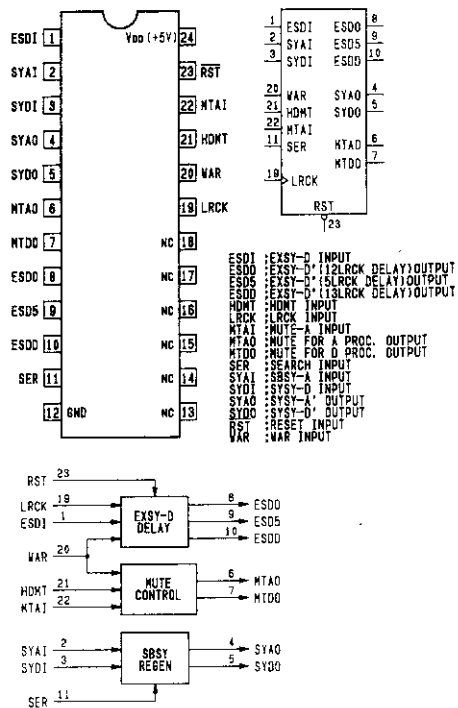 ESDI 1
SYAI 2
SYDI 3
SYAO 4
SYDO 5
MTAO 6
MTDO 7
ESD0 8
ESD5 9
ESDD 10
SER 11
12 GND
VDD (+5V) 24
23 RST
22 MTAI
21 HDMT
20 WAR
19 LRCK
NC 18
NC 17
NC 16
NC 15
NC 14
NC 13
1 ESDI ESD0 8
2 SYAI ESD5 9
3 SYDI ESDD 10
20 WAR SYAO 4
21 HDMT SYDO 5
22 MTAI
11 SER MTAO 6
MTDO 7
19 LRCK
RST
23
ESDI ;EXSY-D INPUT
ESD0 ;EXSY-D'(12LRCK DELAY)OUTPUT
ESD5 ;EXSY-D'(5LRCK DELAY)OUTPUT
ESDD ;EXSY-D'(13LRCK DELAY)OUTPUT
HDMT ;HDMT INPUT
LRCK ;LRCK INPUT
MTAI ;MUTE-A INPUT
MTAO ;MUTE FOR A PROC. OUTPUT
MTDO ;MUTE FOR D PROC. OUTPUT
SER ;SEARCH INPUT
SYAI ;SBSY-A INPUT
SYDI ;SYSY-D INPUT
SYAO ;SYSY-A' OUTPUT
SYDO ;SYSY-D' OUTPUT
RST ;RESET INPUT
WAR ;WAR INPUT
RST 23
LRCK 19
ESDI 1
EXSY-D
DELAY
8 ESD0
9 ESD5
10 ESDD
WAR 20
HDMT 21
MTAI 22
MUTE
CONTROL
6 MTAO
7 MTDO
SYAI 2
SYDI 3
SBSY
REGEN
4 SYAO
5 SYDO
SER 11